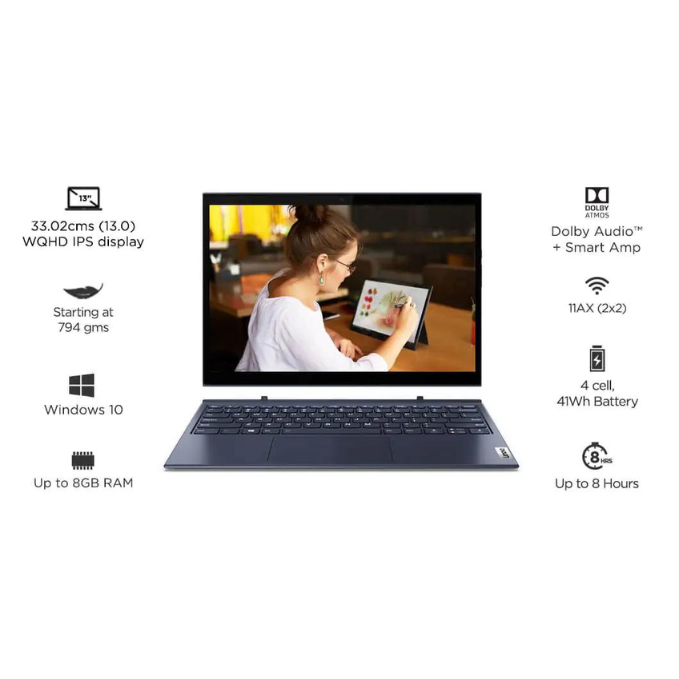 13"
33.02cms (13.0)
WQHD IPS display
Starting at
794 gms
Windows 10
Up to 8GB RAM
DOLBY
ATMOS
Dolby Audio™
+ Smart Amp
11AX (2x2)
4 cell,
41Wh Battery
8 HRS
Up to 8 Hours